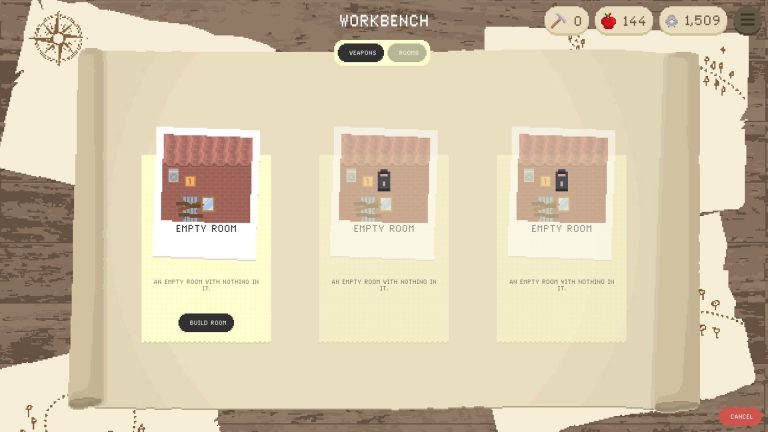 WORKBENCH
0
144
1,509
WEAPONS
ROOMS
EMPTY ROOM
EMPTY ROOM
EMPTY ROOM
AN EMPTY ROOM WITH NOTHING IN
IT.
AN EMPTY ROOM WITH NOTHING IN
IT.
AN EMPTY ROOM WITH NOTHING IN
IT.
BUILD ROOM
CANCEL